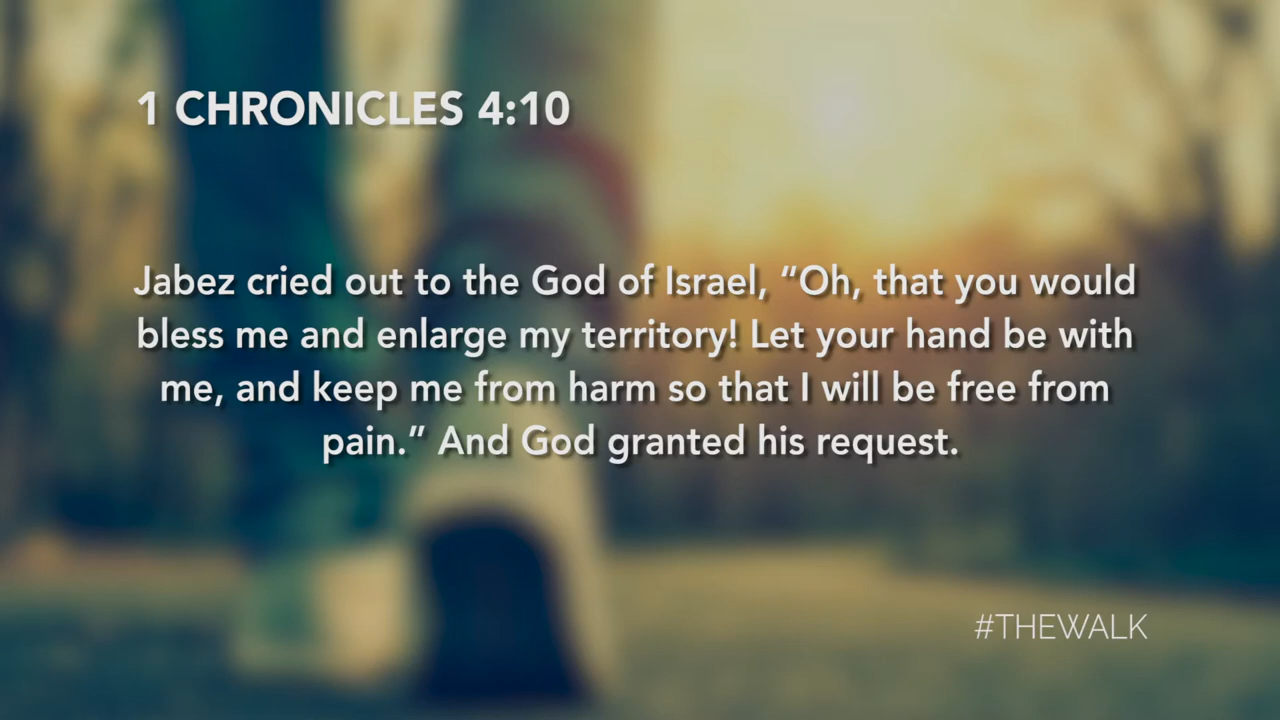 1 CHRONICLES 4:10
Jabez cried out to the God of Israel, “Oh, that you would
bless me and enlarge my territory! Let your hand be with
me, and keep me from harm so that I will be free from
pain.” And God granted his request.
#THEWALK